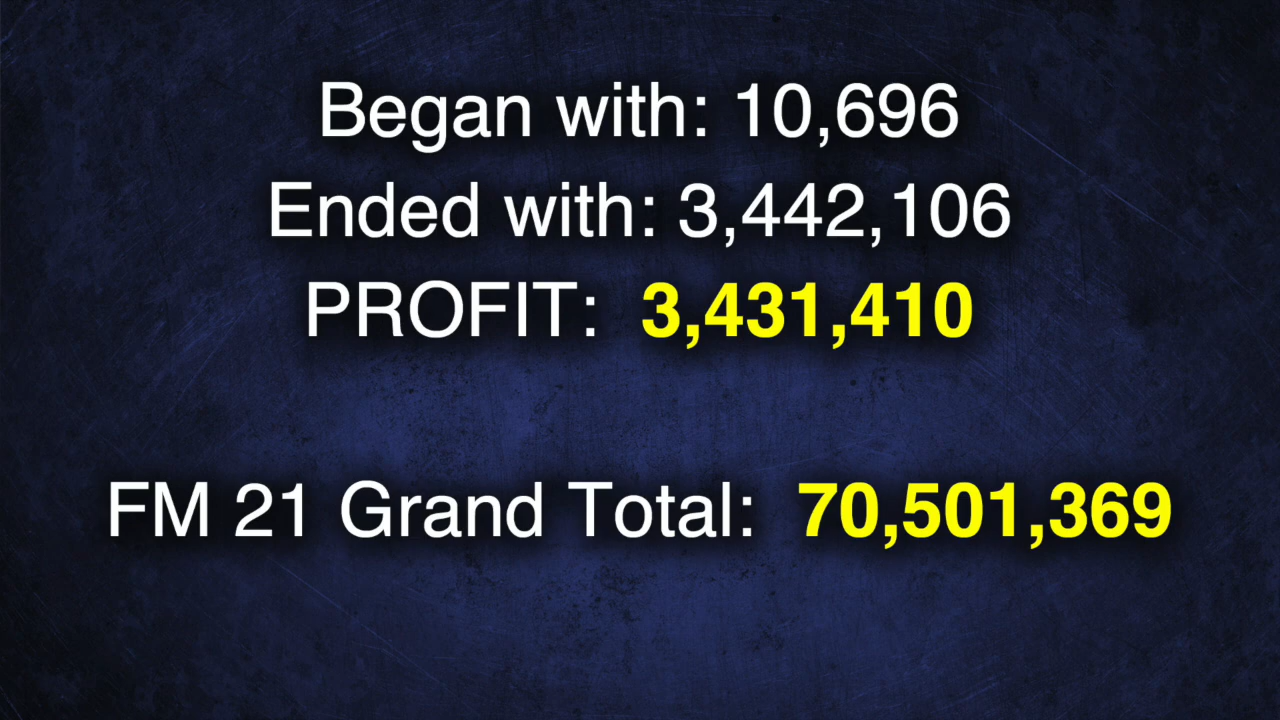 Began with: 10,696
Ended with: 3,442,106
PROFIT: 3,431,410
FM 21 Grand Total: 70,501,369